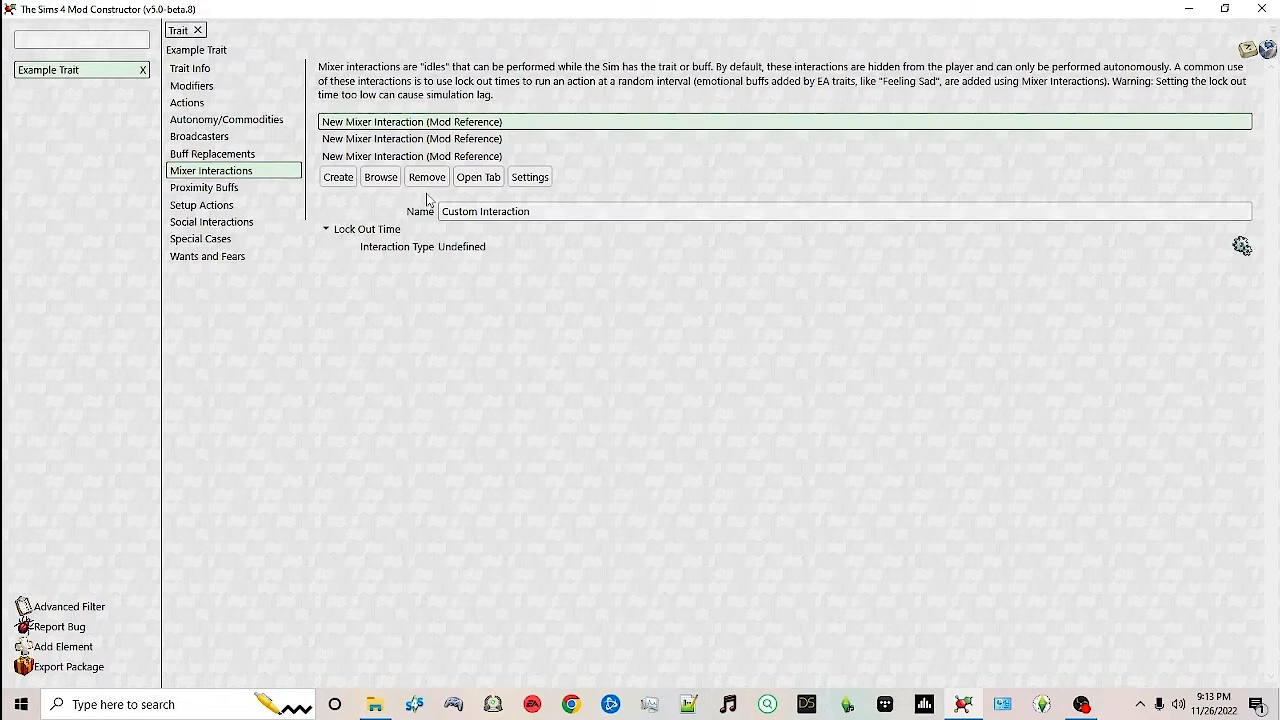 The Sims 4 Mod Constructor (v5.0-beta.8)
Trait X
Example Trait X
Example Trait
Trait Info
Modifiers
Actions
Autonomy/Commodities
Broadcasters
Buff Replacements
Mixer Interactions
Proximity Buffs
Setup Actions
Social Interactions
Special Cases
Wants and Fears
Mixer interactions are "idles" that can be performed while the Sim has the trait or buff. By default, these interactions are hidden from the player and can only be performed autonomously. A common use
of these interactions is to use lock out times to run an action at a random interval (emotional buffs added by EA traits, like "Feeling Sad", are added using Mixer Interactions). Warning: Setting the lock out
time too low can cause simulation lag.
New Mixer Interaction (Mod Reference)
New Mixer Interaction (Mod Reference)
New Mixer Interaction (Mod Reference)
Create Browse Remove Open Tab Settings
Name Custom Interaction
Lock Out Time
Interaction Type Undefined
Advanced Filter
Report Bug
Add Element
Export Package
Type here to search
EA
DS
9:13 PM
11/26/2022
1